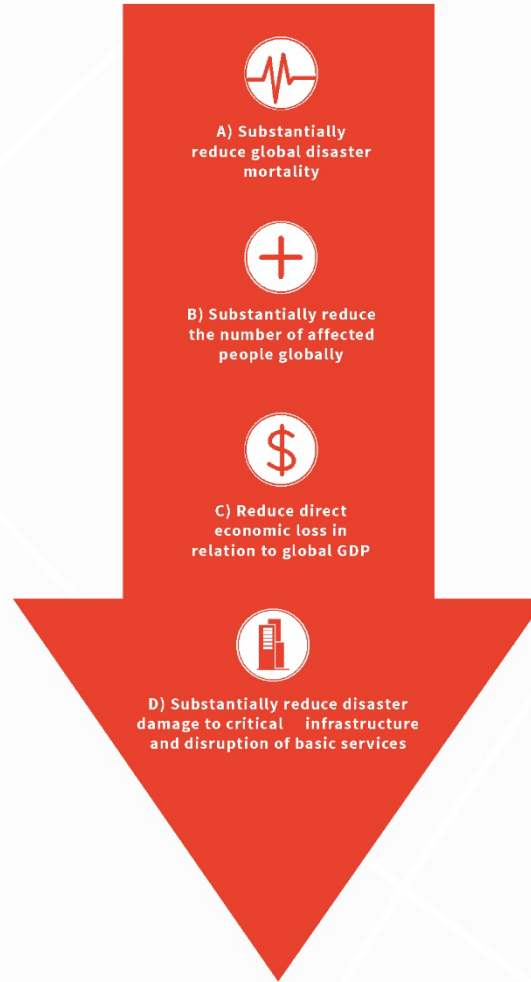 A) Substantially
reduce global disaster
mortality
B) Substantially reduce
the number of affected
people globally
$
C) Reduce direct
economic loss in
relation to global GDP
D) Substantially reduce disaster
damage to critical infrastructure
and disruption of basic services